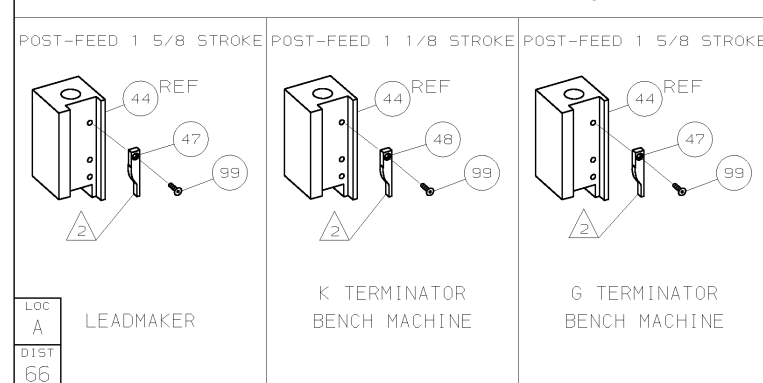 POST-FEED 1 5/8 STROKE
44 REF
47
99
2
LEADMAKER
POST-FEED 1 1/8 STROKE
44 REF
48
99
2
K TERMINATOR
BENCH MACHINE
POST-FEED 1 5/8 STROKE
44 REF
47
99
2
G TERMINATOR
BENCH MACHINE
LOC
A
DIST
66